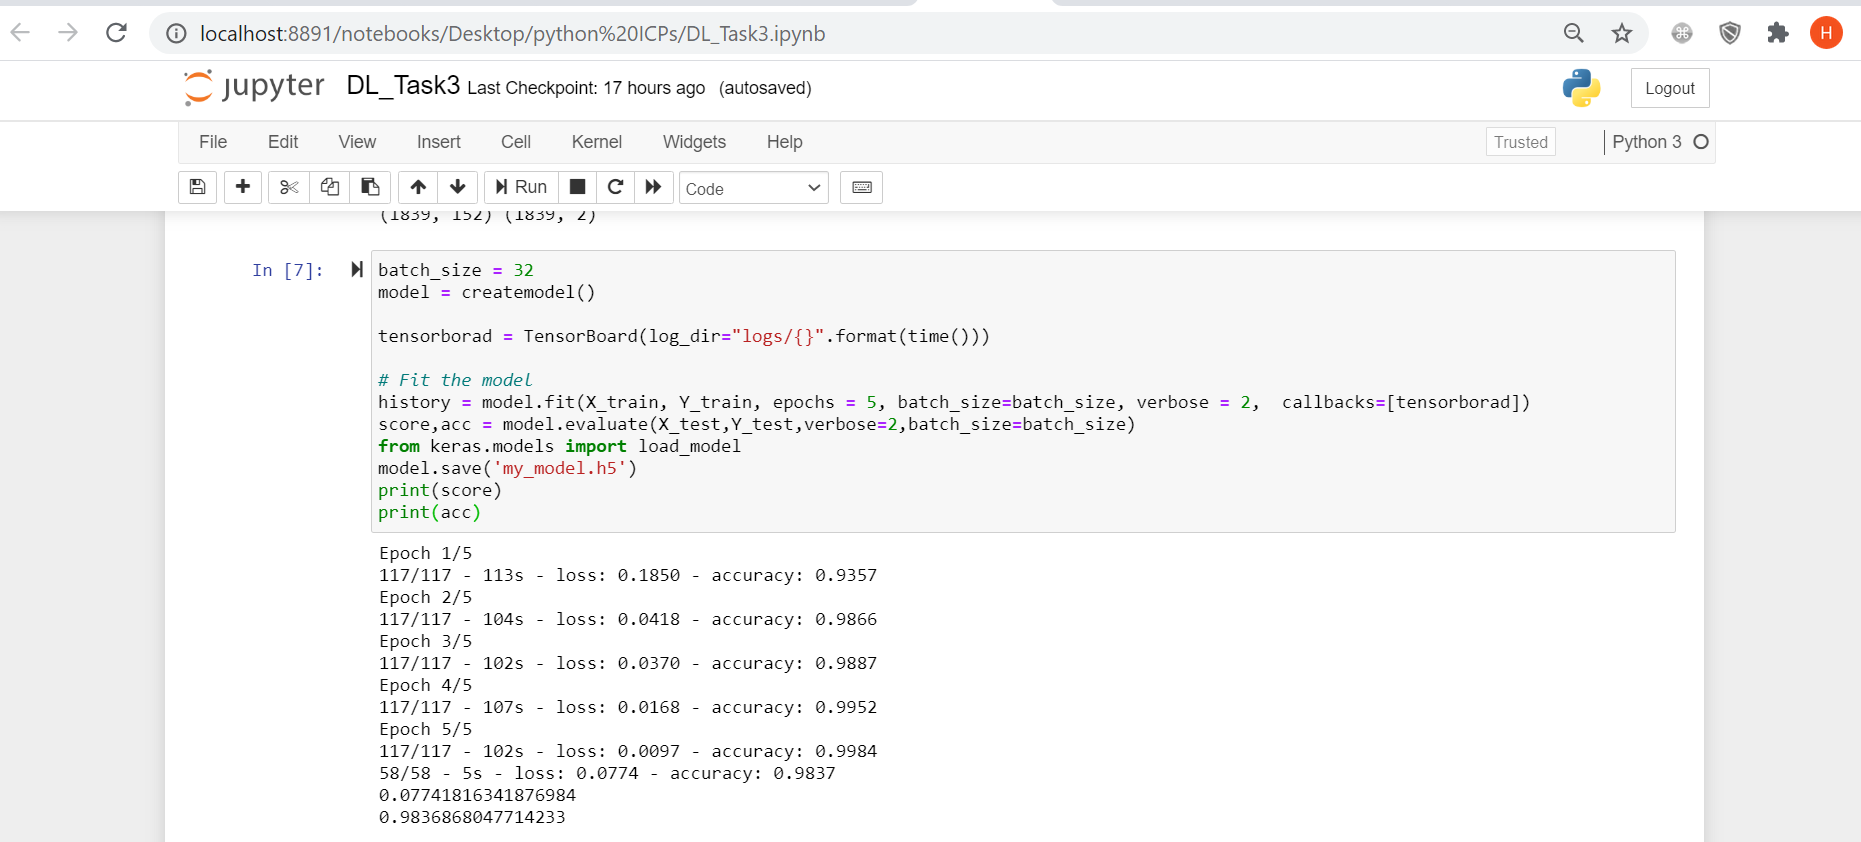 localhost:8891/notebooks/Desktop/python%20ICPs/DL_Task3.ipynb
H
jupyter DL_Task3 Last Checkpoint: 17 hours ago (autosaved)
Logout
File Edit View Insert Cell Kernel Widgets Help
Trusted
Python 3
Run
Code
(1839, 152) (1839, 2)
In [7]:
batch_size = 32
model = createmodel()
tensorborad = TensorBoard(log_dir="logs/{}".format(time()))
# Fit the model
history = model.fit(X_train, Y_train, epochs = 5, batch_size=batch_size, verbose = 2,  callbacks=[tensorborad])
score,acc = model.evaluate(X_test,Y_test,verbose=2,batch_size=batch_size)
from keras.models import load_model
model.save('my_model.h5')
print(score)
print(acc)
Epoch 1/5
117/117 - 113s - loss: 0.1850 - accuracy: 0.9357
Epoch 2/5
117/117 - 104s - loss: 0.0418 - accuracy: 0.9866
Epoch 3/5
117/117 - 102s - loss: 0.0370 - accuracy: 0.9887
Epoch 4/5
117/117 - 107s - loss: 0.0168 - accuracy: 0.9952
Epoch 5/5
117/117 - 102s - loss: 0.0097 - accuracy: 0.9984
58/58 - 5s - loss: 0.0774 - accuracy: 0.9837
0.07741816341876984
0.9836868047714233